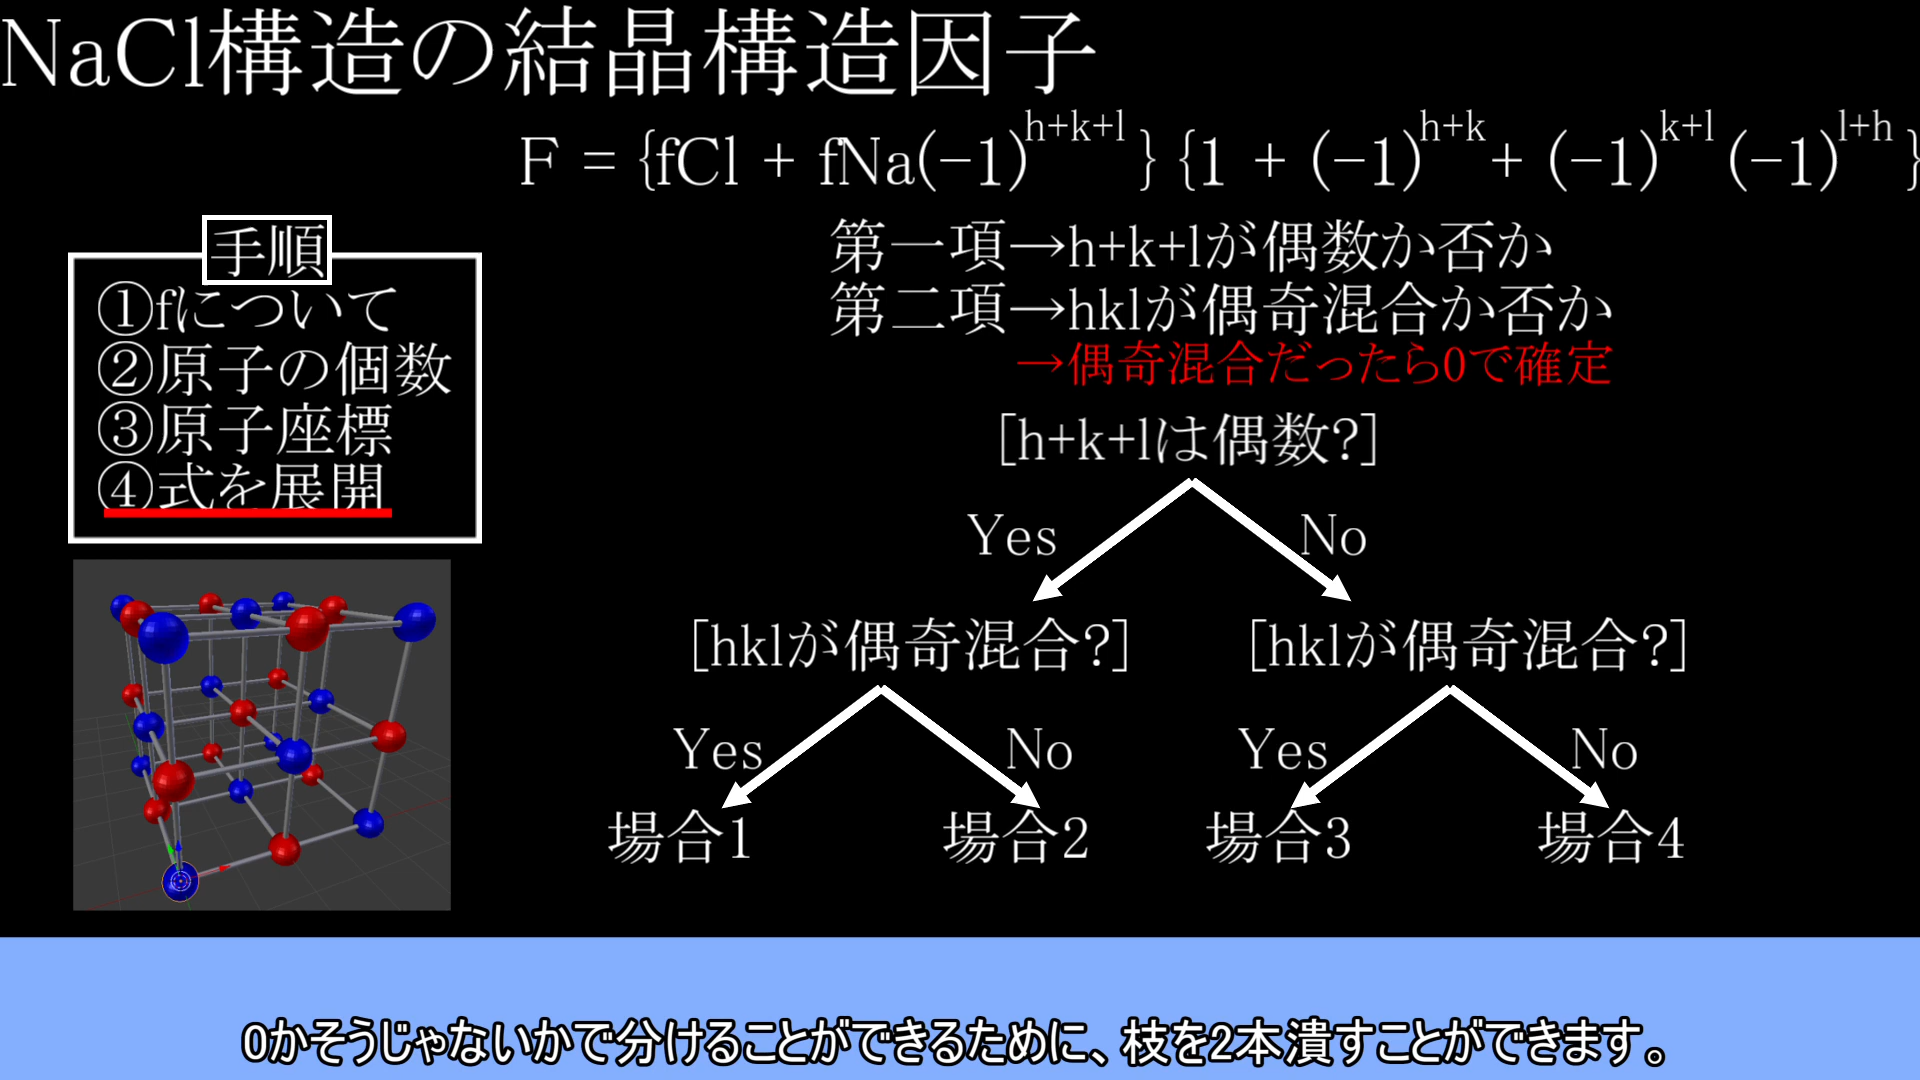 NaCl構造の結晶構造因子
F = {fCl + fNa(−1)^{h+k+l}} {1 + (−1)^{h+k} + (−1)^{k+l} (−1)^{l+h}}
手順
①fについて
②原子の個数
③原子座標
④式を展開
第一項→h+k+lが偶数か否か
第二項→hklが偶奇混合か否か
→偶奇混合だったら0で確定
[h+k+lは偶数?]
Yes No
[hklが偶奇混合?] [hklが偶奇混合?]
Yes No Yes No
場合1 場合2 場合3 場合4
0かそうじゃないかで分けることができるために、枝を2本潰すことができます。